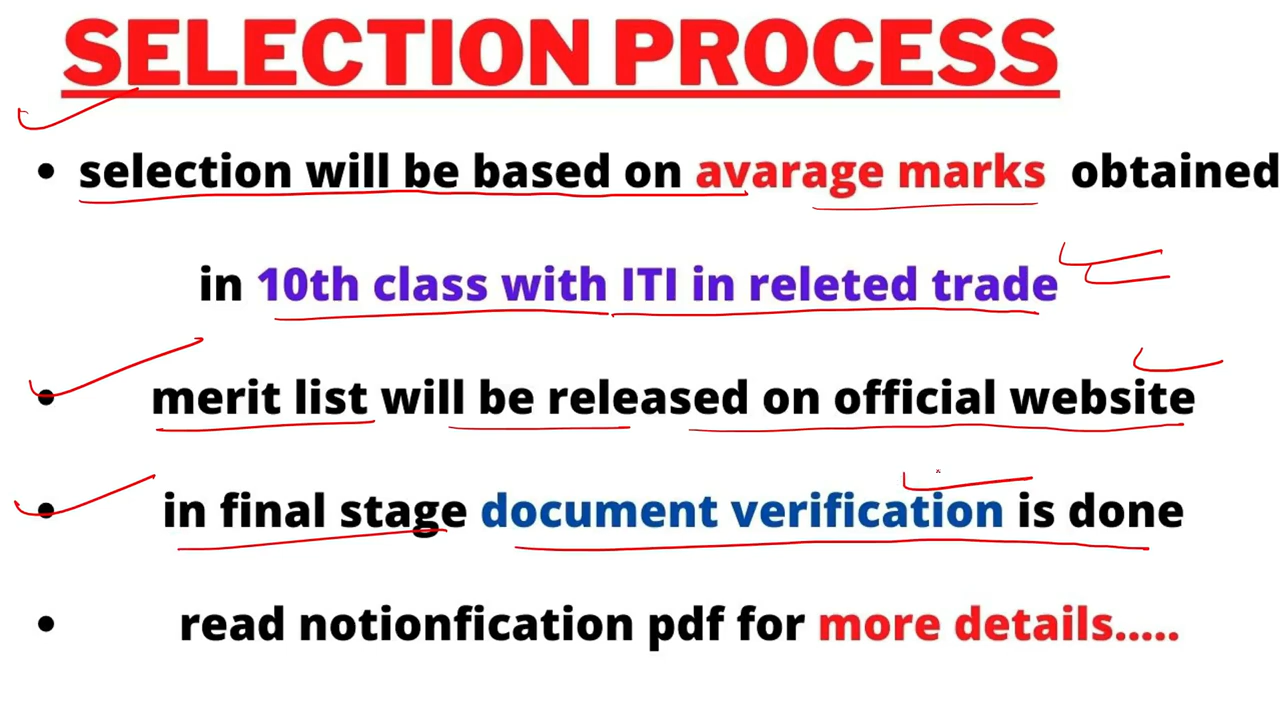 SELECTION PROCESS
• selection will be based on avarage marks obtained
in 10th class with ITI in releted trade
• merit list will be released on official website
• in final stage document verification is done
• read notionfication pdf for more details.....